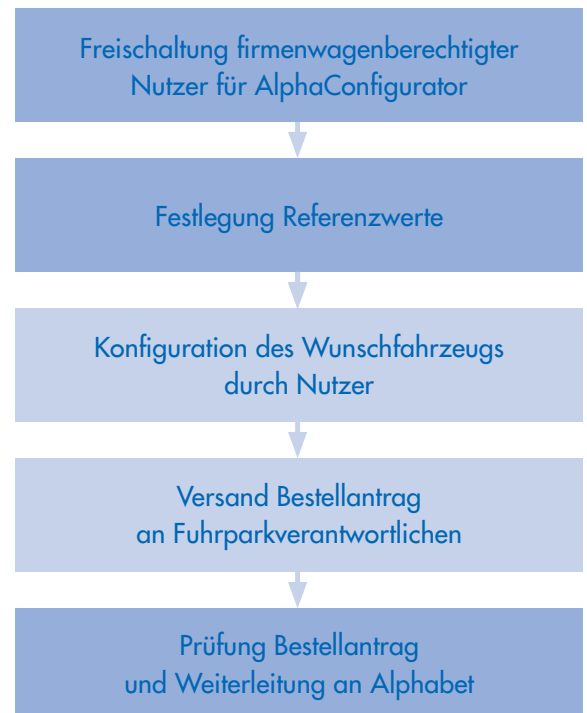 Freischaltung firmenwagenberechtigter
Nutzer für AlphaConfigurator
Festlegung Referenzwerte
Konfiguration des Wunschfahrzeugs
durch Nutzer
Versand Bestellantrag
an Fuhrparkverantwortlichen
Prüfung Bestellantrag
und Weiterleitung an Alphabet